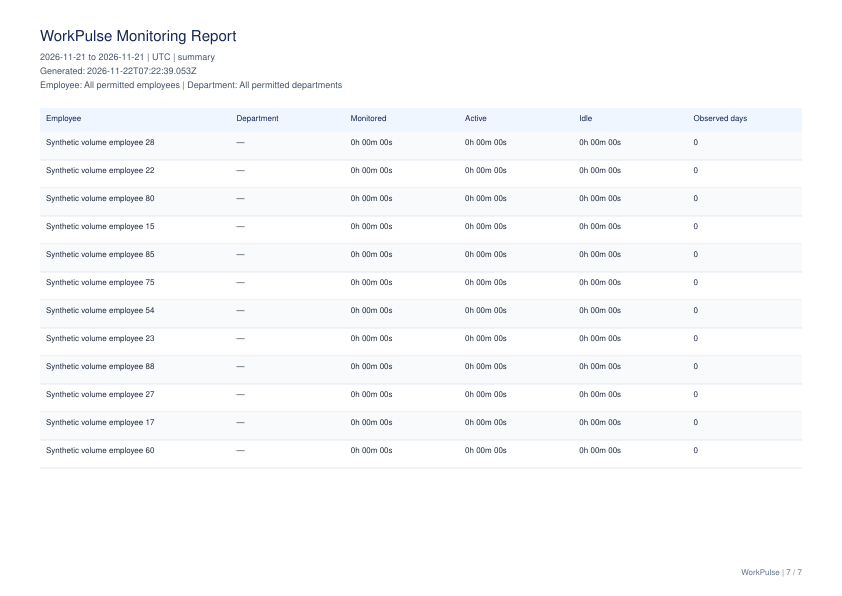 WorkPulse Monitoring Report
2026-11-21 to 2026-11-21 | UTC | summary
Generated: 2026-11-22T07:22:39.053Z
Employee: All permitted employees | Department: All permitted departments
Employee Department Monitored Active Idle Observed days
Synthetic volume employee 28 — 0h 00m 00s 0h 00m 00s 0h 00m 00s 0
Synthetic volume employee 22 — 0h 00m 00s 0h 00m 00s 0h 00m 00s 0
Synthetic volume employee 80 — 0h 00m 00s 0h 00m 00s 0h 00m 00s 0
Synthetic volume employee 15 — 0h 00m 00s 0h 00m 00s 0h 00m 00s 0
Synthetic volume employee 85 — 0h 00m 00s 0h 00m 00s 0h 00m 00s 0
Synthetic volume employee 75 — 0h 00m 00s 0h 00m 00s 0h 00m 00s 0
Synthetic volume employee 54 — 0h 00m 00s 0h 00m 00s 0h 00m 00s 0
Synthetic volume employee 23 — 0h 00m 00s 0h 00m 00s 0h 00m 00s 0
Synthetic volume employee 88 — 0h 00m 00s 0h 00m 00s 0h 00m 00s 0
Synthetic volume employee 27 — 0h 00m 00s 0h 00m 00s 0h 00m 00s 0
Synthetic volume employee 17 — 0h 00m 00s 0h 00m 00s 0h 00m 00s 0
Synthetic volume employee 60 — 0h 00m 00s 0h 00m 00s 0h 00m 00s 0
WorkPulse | 7 / 7